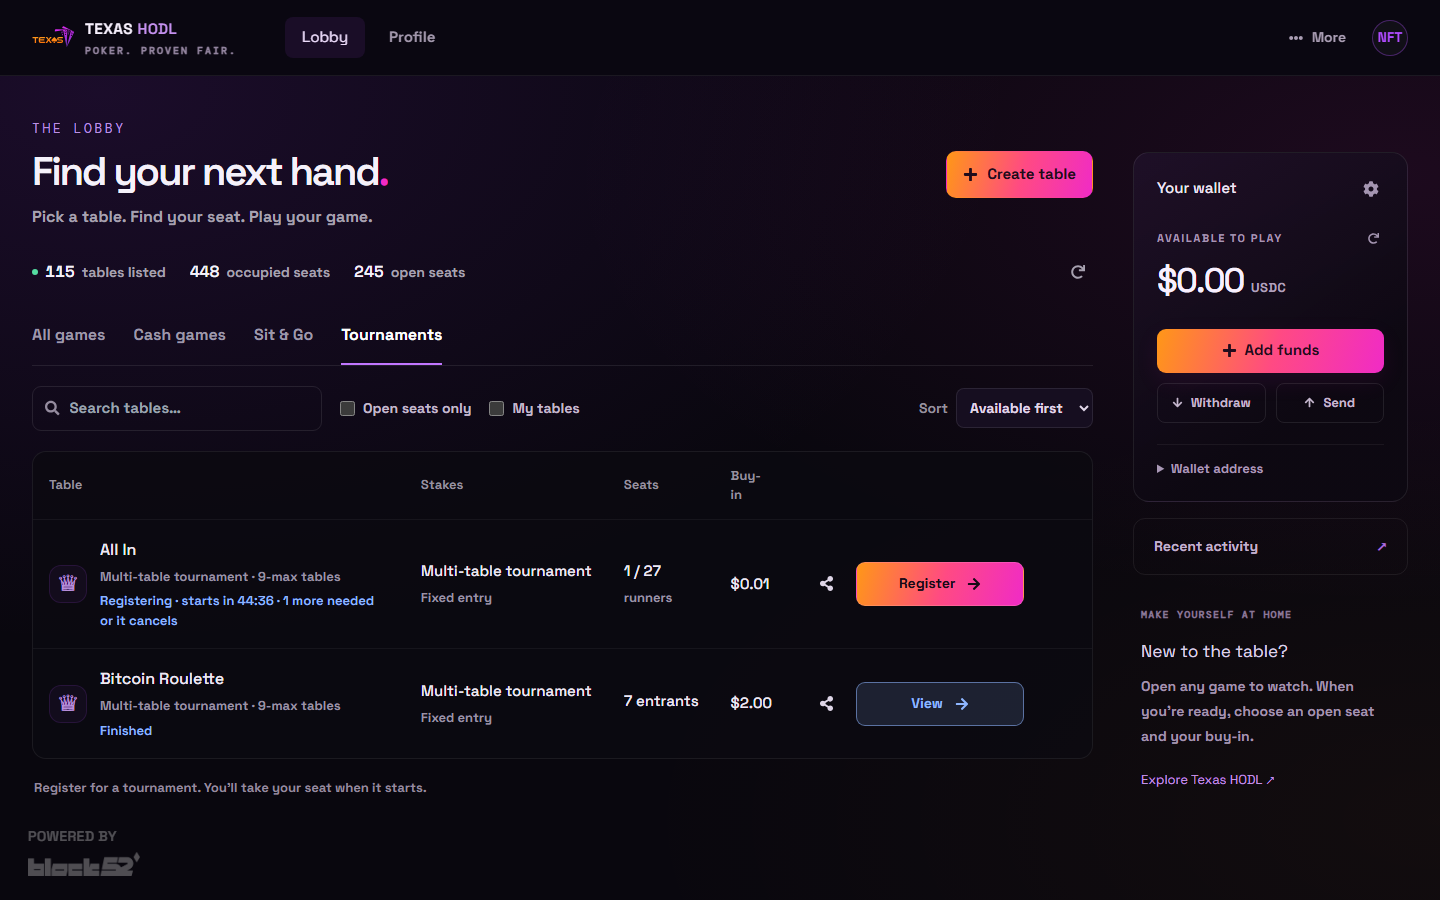 TEXAS
TEXAS HODL
POKER. PROVEN FAIR.
Lobby
Profile
More
NFT
THE LOBBY
Find your next hand.
Pick a table. Find your seat. Play your game.
Create table
115 tables listed
448 occupied seats
245 open seats
All games
Cash games
Sit & Go
Tournaments
Search tables...
Open seats only
My tables
Sort
Available first
Table
Stakes
Seats
Buy-
in
All In
Multi-table tournament · 9-max tables
Registering · starts in 44:36 · 1 more needed
or it cancels
Multi-table tournament
Fixed entry
1 / 27
runners
$0.01
Register →
Bitcoin Roulette
Multi-table tournament · 9-max tables
Finished
Multi-table tournament
Fixed entry
7 entrants
$2.00
View →
Register for a tournament. You'll take your seat when it starts.
POWERED BY
block52
Your wallet
AVAILABLE TO PLAY
$0.00 USDC
Add funds
↓ Withdraw
↑ Send
Wallet address
Recent activity ↗
MAKE YOURSELF AT HOME
New to the table?
Open any game to watch. When
you're ready, choose an open seat
and your buy-in.
Explore Texas HODL ↗